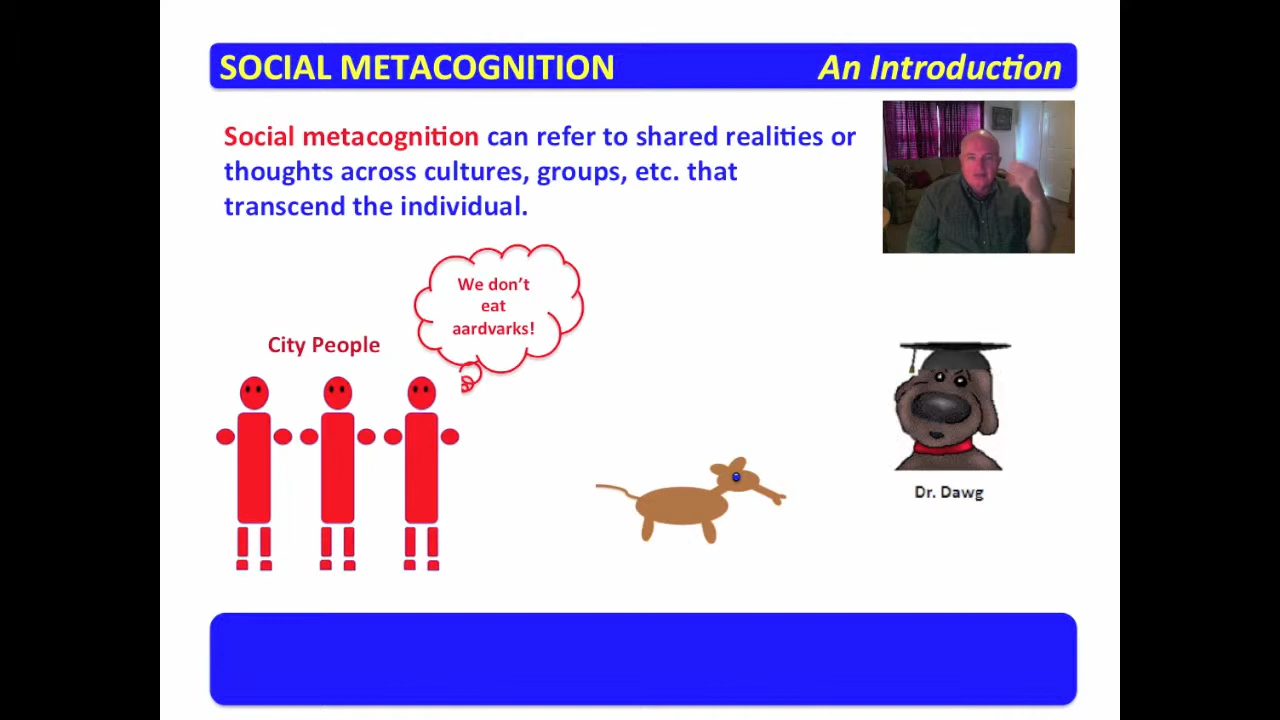 SOCIAL METACOGNITION An Introduction
Social metacognition can refer to shared realities or
thoughts across cultures, groups, etc. that
transcend the individual.
We don't
eat
aardvarks!
City People
Dr. Dawg